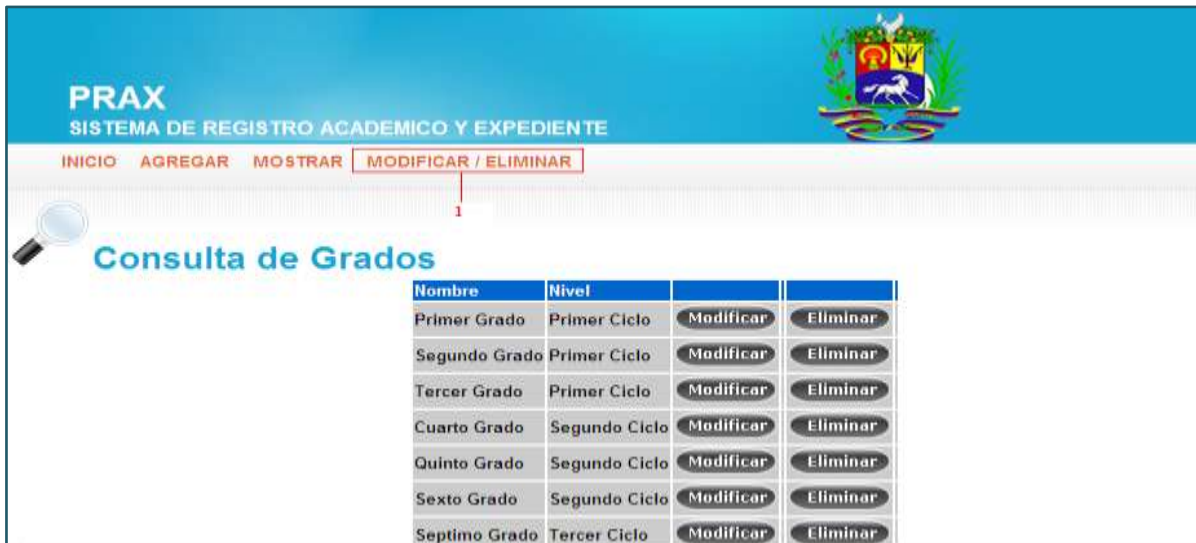 PRAX
SISTEMA DE REGISTRO ACADEMICO Y EXPEDIENTE
INICIO AGREGAR MOSTRAR MODIFICAR / ELIMINAR
1
Consulta de Grados
Nombre Nivel
Primer Grado Primer Ciclo Modificar Eliminar
Segundo Grado Primer Ciclo Modificar Eliminar
Tercer Grado Primer Ciclo Modificar Eliminar
Cuarto Grado Segundo Ciclo Modificar Eliminar
Quinto Grado Segundo Ciclo Modificar Eliminar
Sexto Grado Segundo Ciclo Modificar Eliminar
Septimo Grado Tercer Ciclo Modificar Eliminar